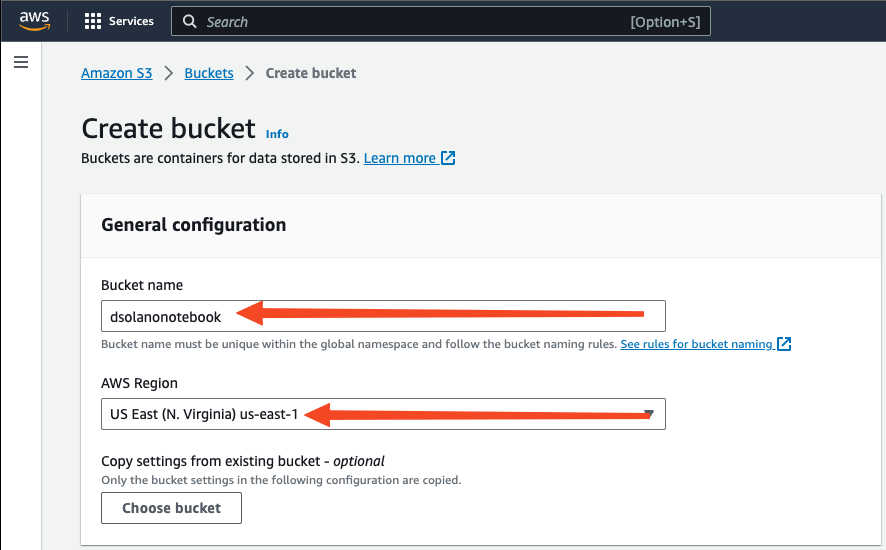 aws
Services
Search
[Option+S]
Amazon S3 > Buckets > Create bucket
Create bucket Info
Buckets are containers for data stored in S3. Learn more
General configuration
Bucket name
dsolanonotebook
Bucket name must be unique within the global namespace and follow the bucket naming rules. See rules for bucket naming
AWS Region
US East (N. Virginia) us-east-1
Copy settings from existing bucket - optional
Only the bucket settings in the following configuration are copied.
Choose bucket